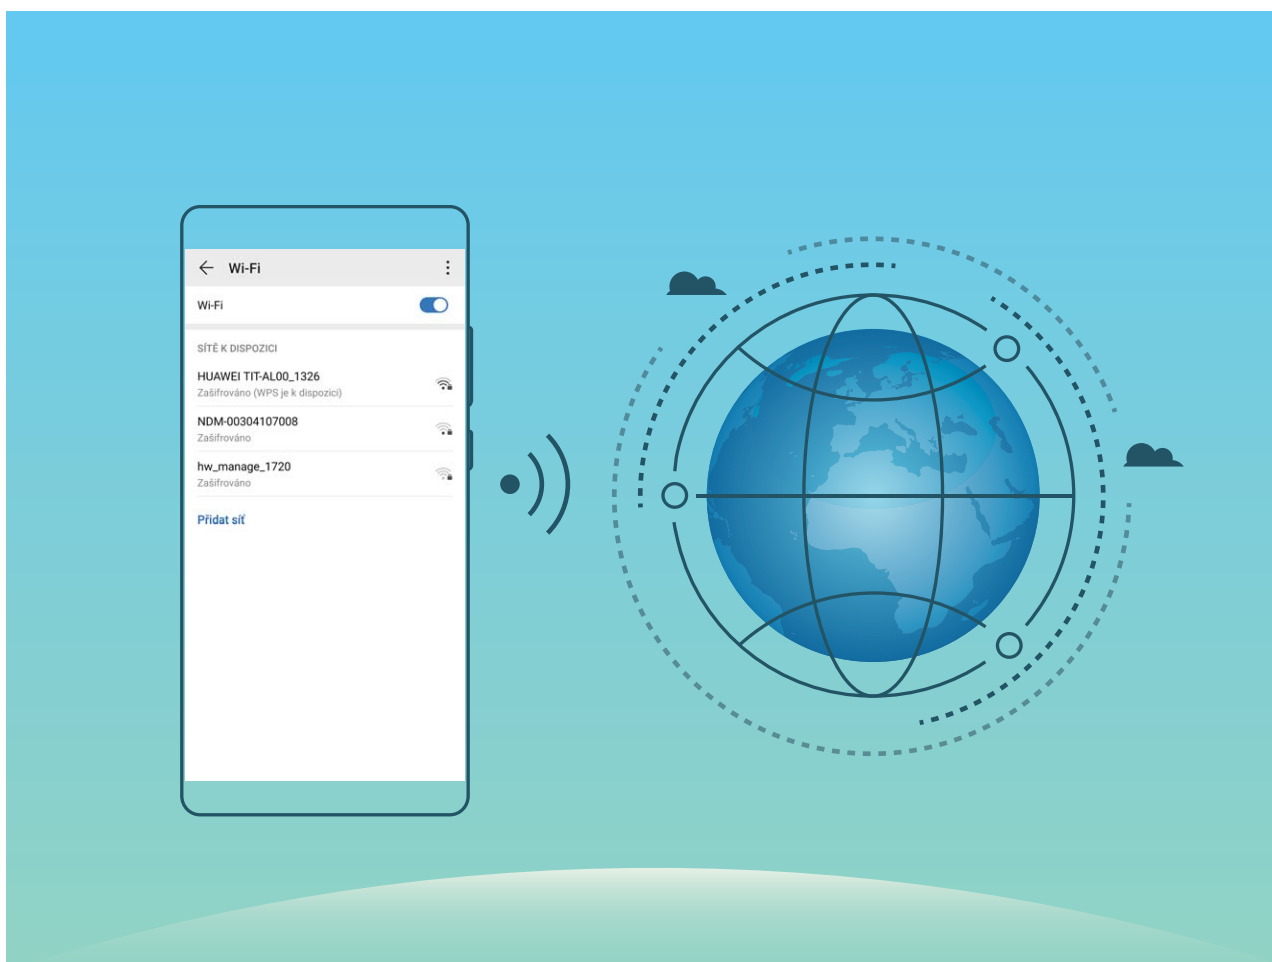 Wi-Fi
Wi-Fi
SÍTĚ K DISPOZICI
HUAWEI TIT-AL00_1326
Zašifrováno (WPS je k dispozici)
NDM-00304107008
Zašifrováno
hw_manage_1720
Zašifrováno
Přidat síť